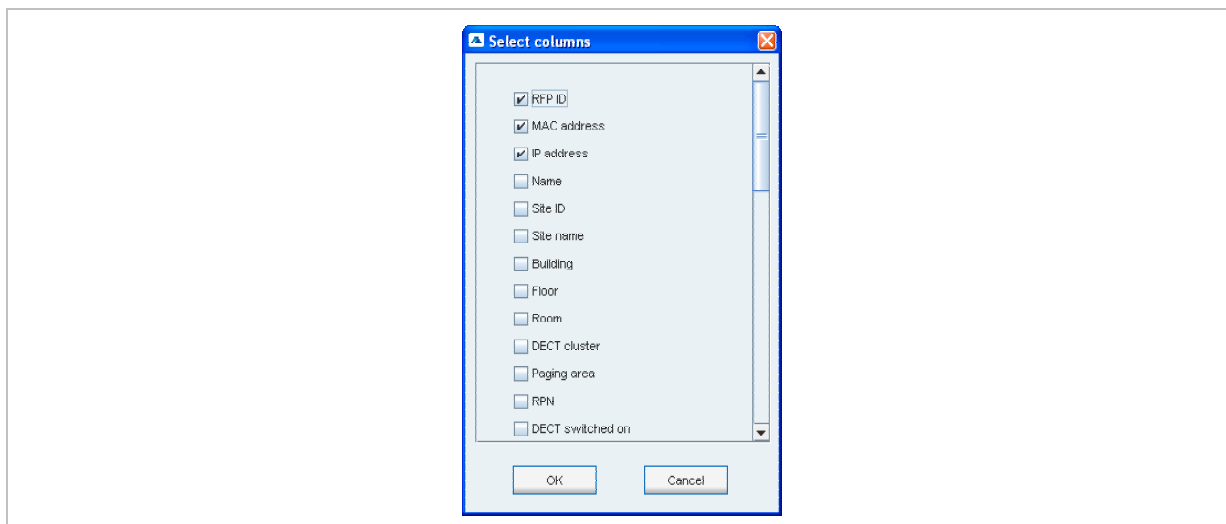 Select columns
RFP ID
MAC address
IP address
Name
Site ID
Site name
Building
Floor
Room
DECT cluster
Paging area
RPN
DECT switched on
OK Cancel